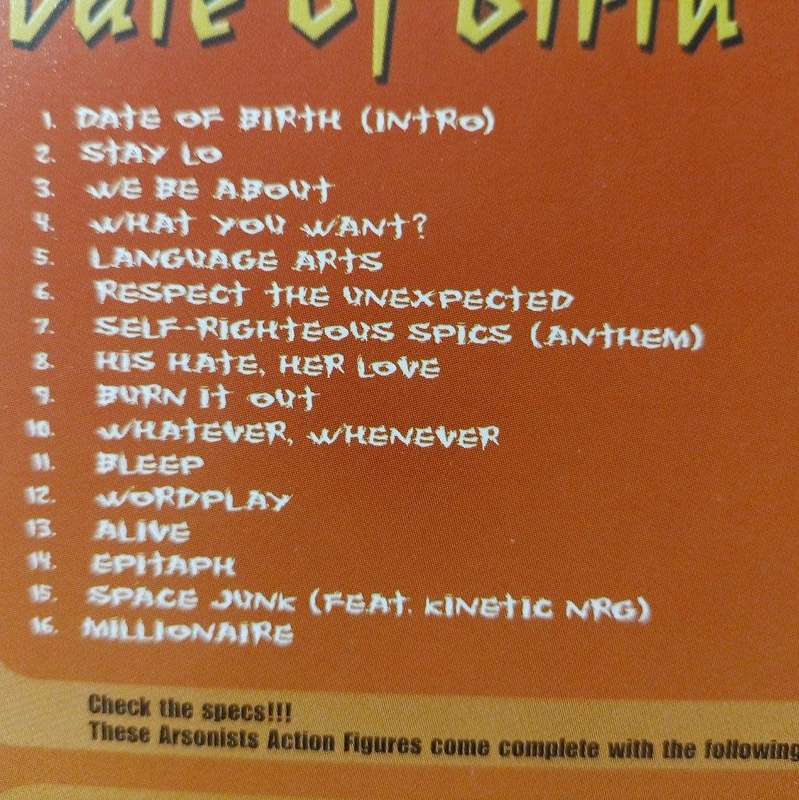 Date of Birth
1. DATE OF BIRTH (INTRO)
2. STAY LO
3. WE BE ABOUT
4. WHAT YOU WANT?
5. LANGUAGE ARTS
6. RESPECT THE UNEXPECTED
7. SELF-RIGHTEOUS SPICS (ANTHEM)
8. HIS HATE, HER LOVE
9. BURN IT OUT
10. WHATEVER, WHENEVER
11. BLEEP
12. WORDPLAY
13. ALIVE
14. EPITAPH
15. SPACE JUNK (FEAT. KINETIC NRG)
16. MILLIONAIRE
Check the specs!!!
These Arsonists Action Figures come complete with the following